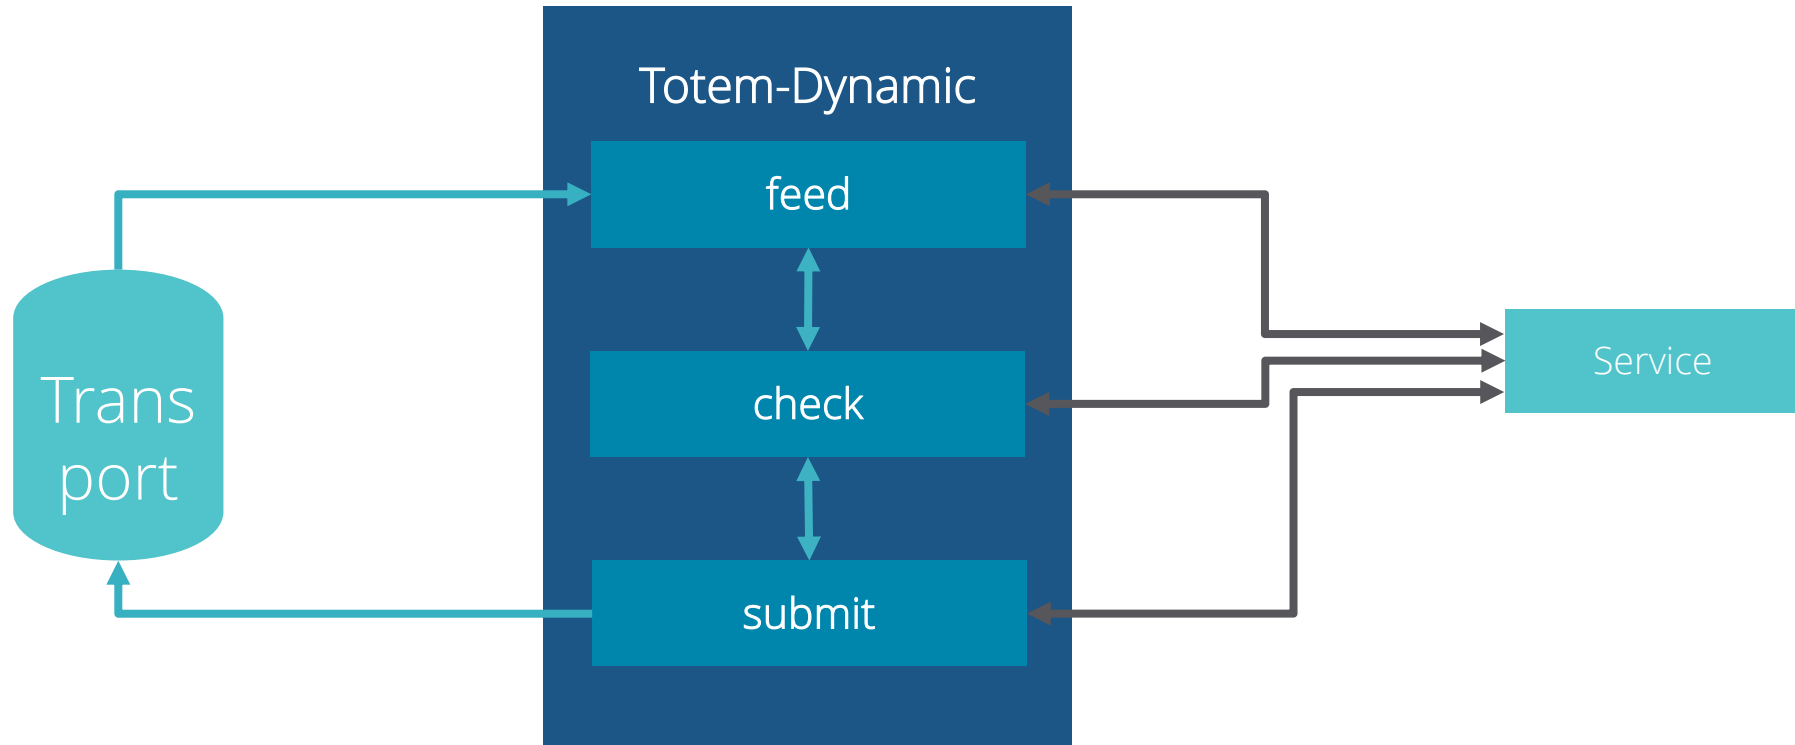 Totem-Dynamic
feed
check
submit
Trans
port
Service